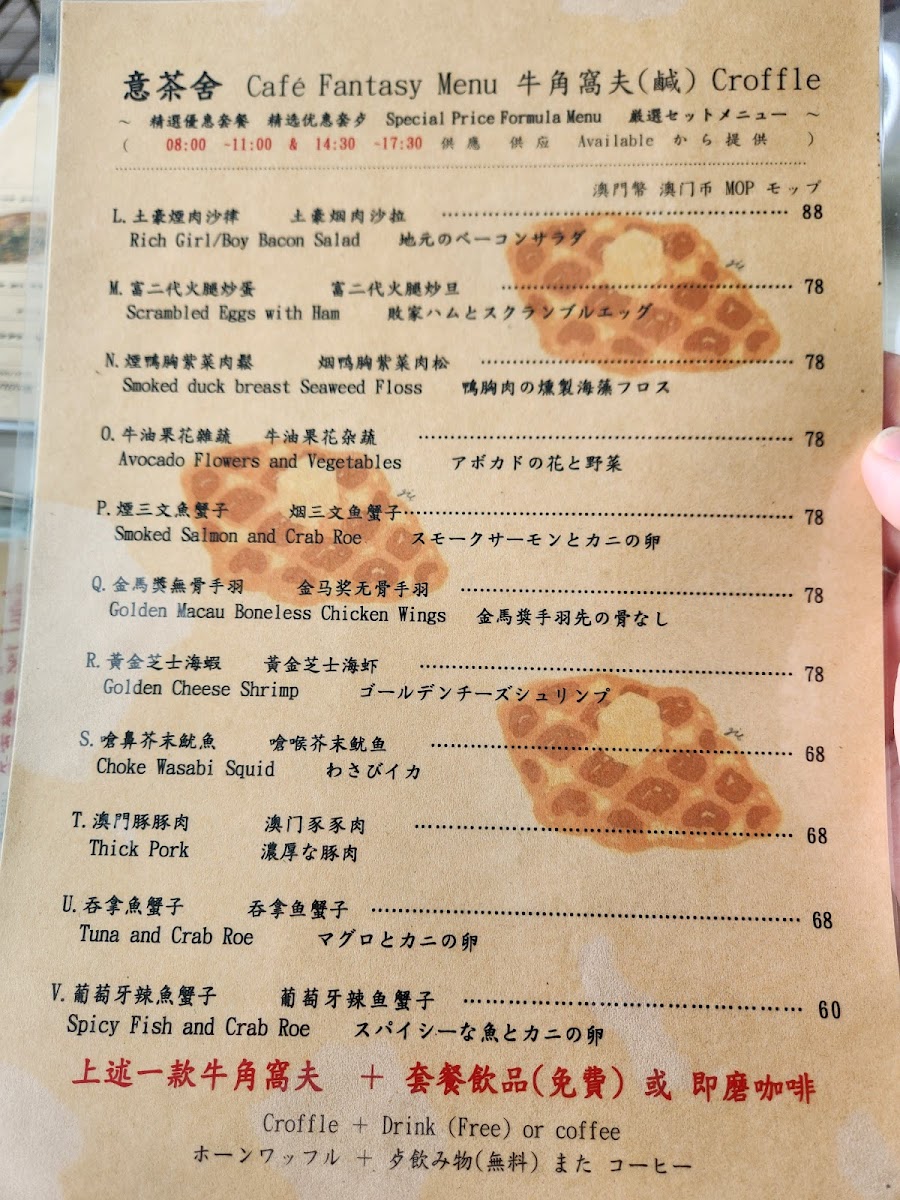 意茶舍 Café Fantasy Menu 牛角窩夫(鹹) Croffle
~ 精選優惠套餐 精选优惠套歺 Special Price Formula Menu 厳選セットメニュー ~
( 08:00 ~11:00 & 14:30 ~17:30 供應 供应 Available から提供 )
澳門幣 澳门币 MOP モップ
L. 土豪煙肉沙律 土豪烟肉沙拉 88
Rich Girl/Boy Bacon Salad 地元のベーコンサラダ
M. 富二代火腿炒蛋 富二代火腿炒旦 78
Scrambled Eggs with Ham 敗家ハムとスクランブルエッグ
N. 煙鴨胸紫菜肉鬆 烟鸭胸紫菜肉松 78
Smoked duck breast Seaweed Floss 鴨胸肉の燻製海藻フロス
O. 牛油果花雜蔬 牛油果花杂蔬 78
Avocado Flowers and Vegetables アボカドの花と野菜
P. 煙三文魚蟹子 烟三文鱼蟹子 78
Smoked Salmon and Crab Roe スモークサーモンとカニの卵
Q. 金馬獎無骨手羽 金马奖无骨手羽 78
Golden Macau Boneless Chicken Wings 金馬奨手羽先の骨なし
R. 黃金芝士海蝦 黃金芝士海虾 78
Golden Cheese Shrimp ゴールデンチーズシュリンプ
S. 嗆鼻芥末魷魚 嗆喉芥末鱿鱼 68
Choke Wasabi Squid わさびイカ
T. 澳門豚豚肉 澳门豕豕肉 68
Thick Pork 濃厚な豚肉
U. 吞拿魚蟹子 吞拿鱼蟹子 68
Tuna and Crab Roe マグロとカニの卵
V. 葡萄牙辣魚蟹子 葡萄牙辣鱼蟹子 60
Spicy Fish and Crab Roe スパイシーな魚とカニの卵
上述一款牛角窩夫 + 套餐飲品(免費) 或 即磨咖啡
Croffle + Drink (Free) or coffee
ホーンワッフル + 歺飲み物(無料) また コーヒー